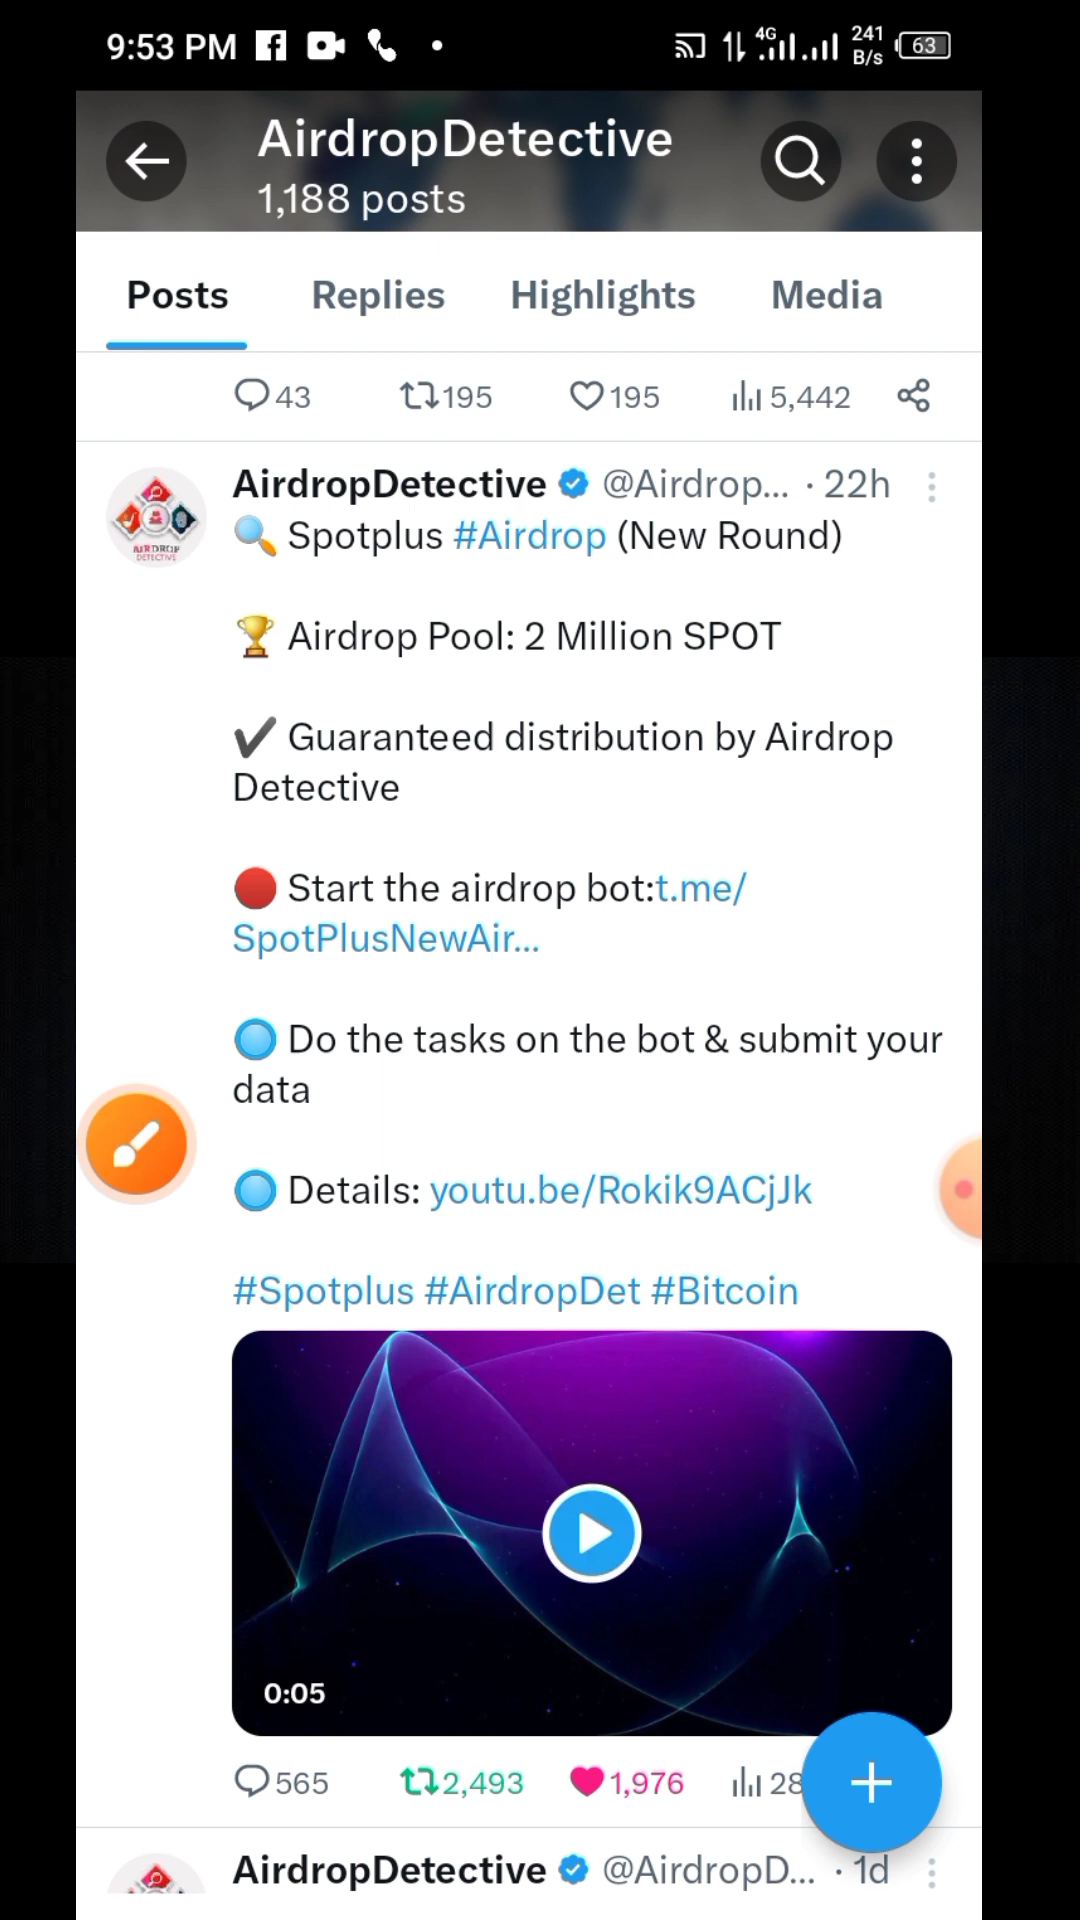 9:53 PM
4G
241
B/s
63
AirdropDetective
1,188 posts
Posts Replies Highlights Media
43 195 195 5,442
AirdropDetective @Airdrop... · 22h
Spotplus #Airdrop (New Round)
Airdrop Pool: 2 Million SPOT
Guaranteed distribution by Airdrop
Detective
Start the airdrop bot:t.me/
SpotPlusNewAir...
Do the tasks on the bot & submit your
data
Details: youtu.be/Rokik9ACjJk
#Spotplus #AirdropDet #Bitcoin
0:05
565 2,493 1,976 28
AirdropDetective @AirdropD... · 1d
AIRDROP
DETECTIVE